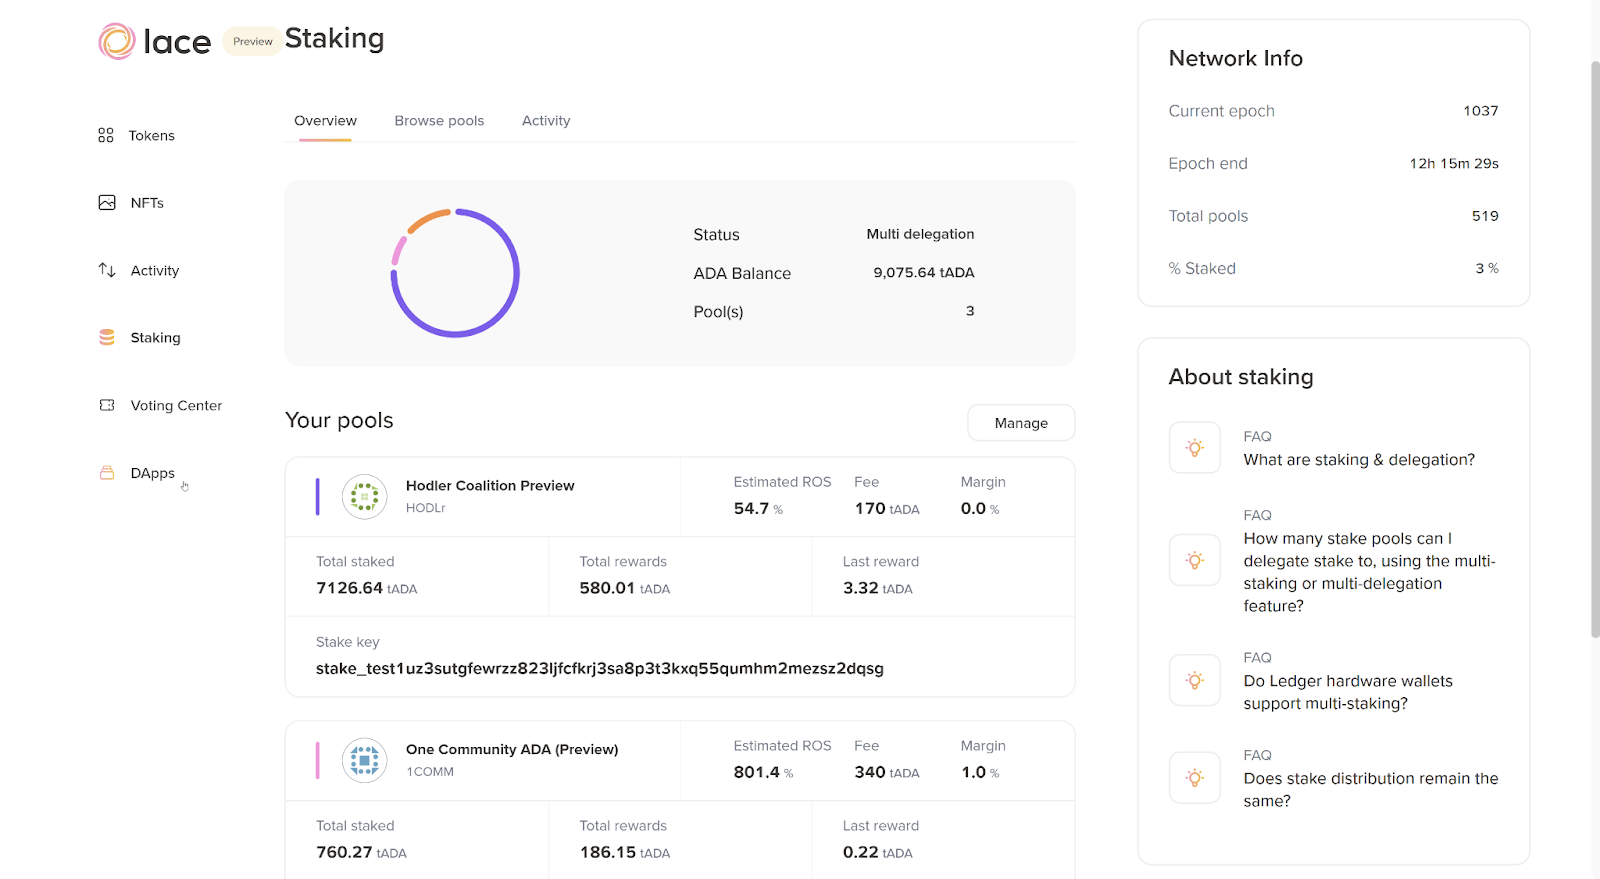 lace
Preview
Staking
Tokens
NFTs
Activity
Staking
Voting Center
DApps
Overview
Browse pools
Activity
Status
Multi delegation
ADA Balance
9,075.64 tADA
Pool(s)
3
Your pools
Manage
Hodler Coalition Preview
HODLr
Estimated ROS
54.7 %
Fee
170 tADA
Margin
0.0 %
Total staked
7126.64 tADA
Total rewards
580.01 tADA
Last reward
3.32 tADA
Stake key
stake_test1uz3sutgfewrzz823ljfcfkrj3sa8p3t3kxq55qumhm2mezsz2dqsg
One Community ADA (Preview)
1COMM
Estimated ROS
801.4 %
Fee
340 tADA
Margin
1.0 %
Total staked
760.27 tADA
Total rewards
186.15 tADA
Last reward
0.22 tADA
Network Info
Current epoch
1037
Epoch end
12h 15m 29s
Total pools
519
% Staked
3 %
About staking
FAQ
What are staking & delegation?
FAQ
How many stake pools can I
delegate stake to, using the multi-
staking or multi-delegation
feature?
FAQ
Do Ledger hardware wallets
support multi-staking?
FAQ
Does stake distribution remain the
same?